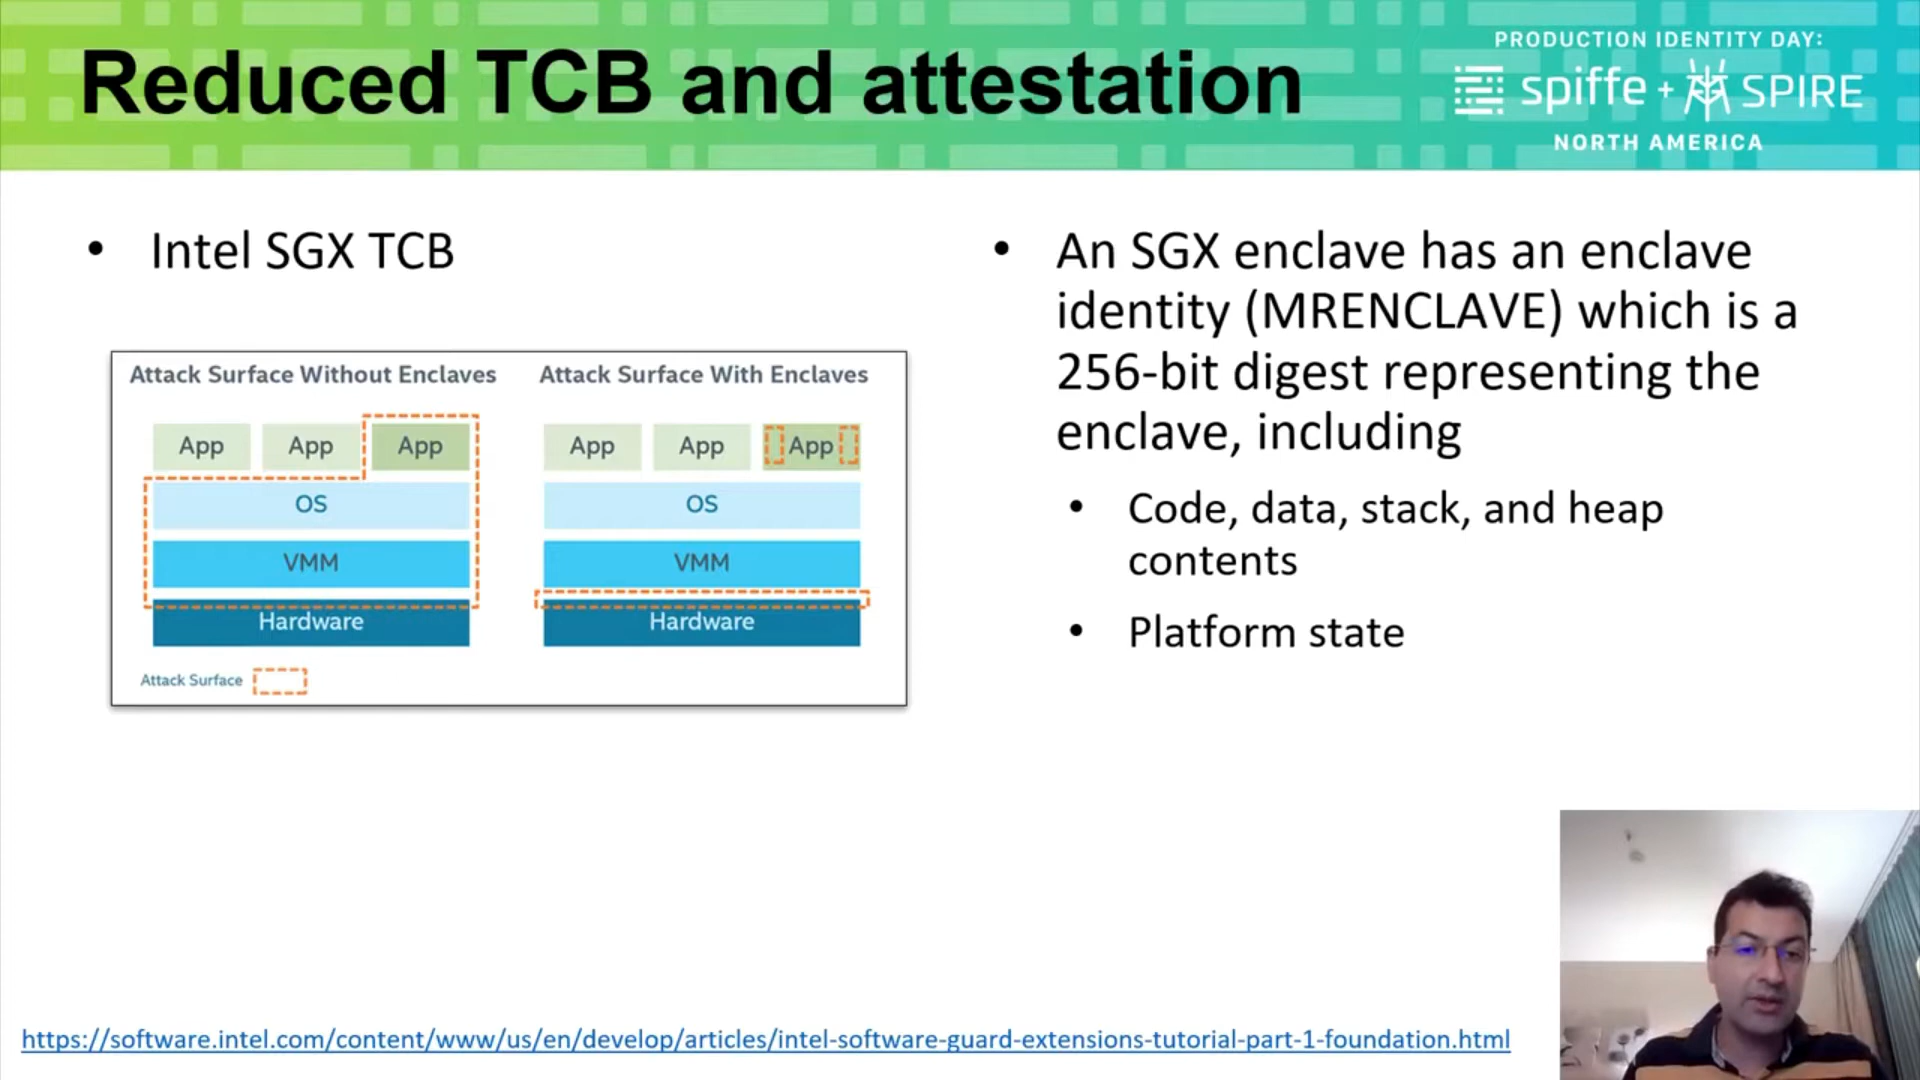 Reduced TCB and attestation
PRODUCTION IDENTITY DAY:
spiffe + SPIRE
NORTH AMERICA
• Intel SGX TCB
Attack Surface Without Enclaves
App App App
OS
VMM
Hardware
Attack Surface
Attack Surface With Enclaves
App App App
OS
VMM
Hardware
• An SGX enclave has an enclave
identity (MRENCLAVE) which is a
256-bit digest representing the
enclave, including
• Code, data, stack, and heap
contents
• Platform state
https://software.intel.com/content/www/us/en/develop/articles/intel-software-guard-extensions-tutorial-part-1-foundation.html